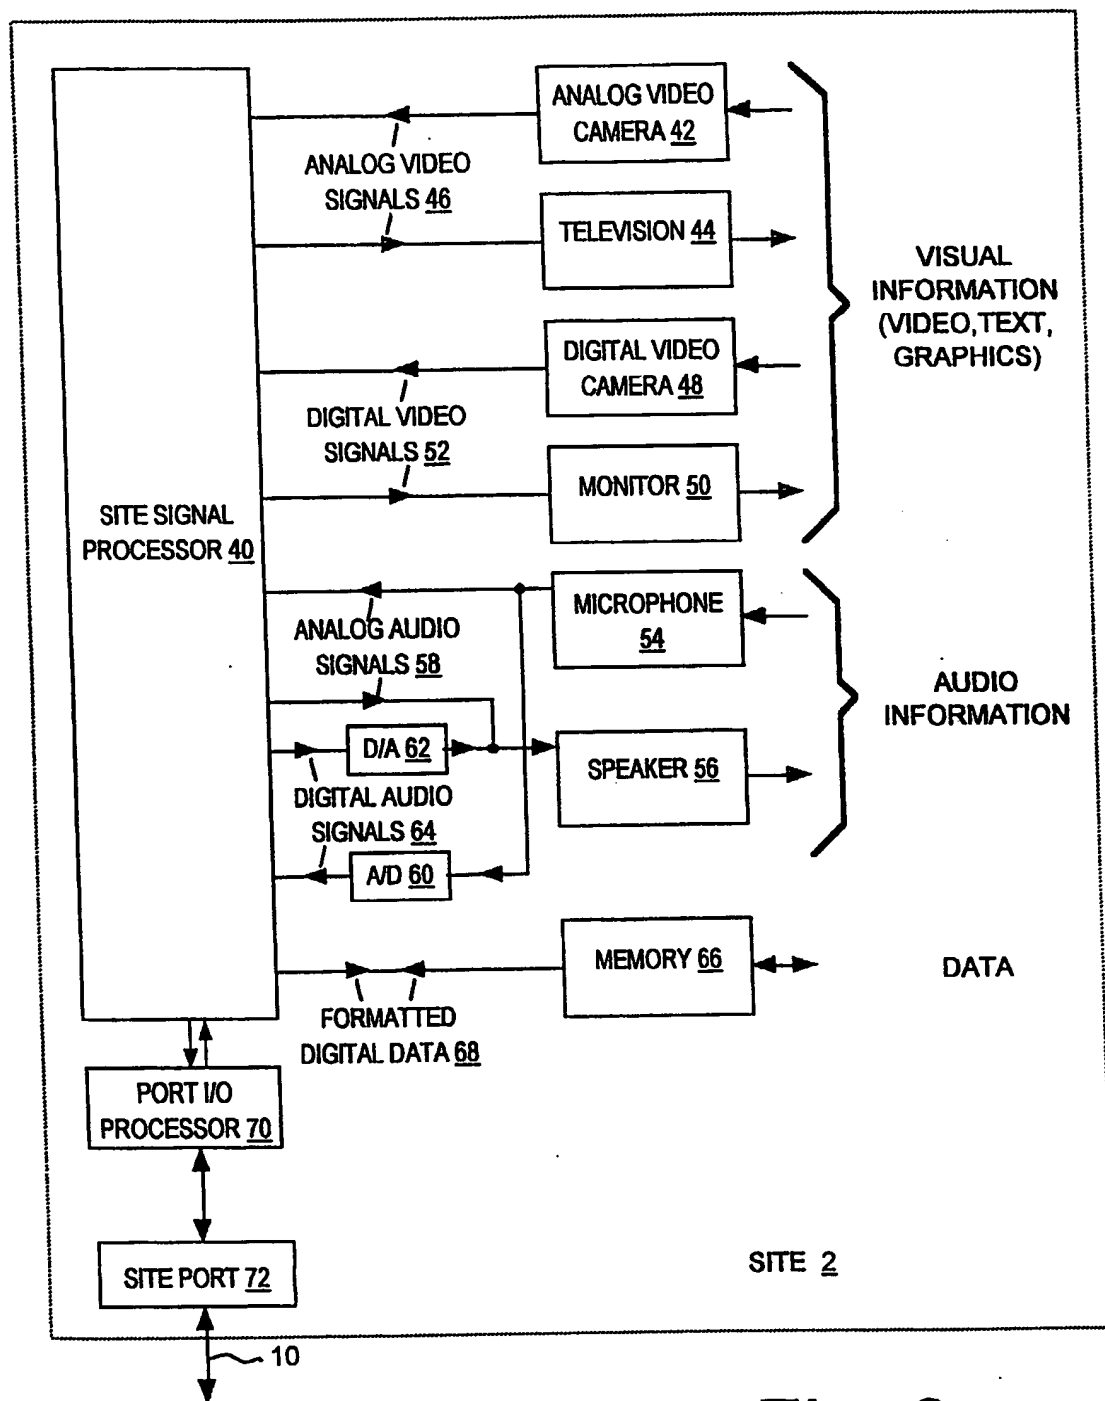 ANALOG VIDEO
CAMERA 42
ANALOG VIDEO
SIGNALS 46
TELEVISION 44
VISUAL
INFORMATION
(VIDEO, TEXT,
GRAPHICS)
DIGITAL VIDEO
CAMERA 48
DIGITAL VIDEO
SIGNALS 52
MONITOR 50
SITE SIGNAL
PROCESSOR 40
MICROPHONE
54
ANALOG AUDIO
SIGNALS 58
AUDIO
INFORMATION
D/A 62
SPEAKER 56
DIGITAL AUDIO
SIGNALS 64
A/D 60
MEMORY 66
DATA
FORMATTED
DIGITAL DATA 68
PORT I/O
PROCESSOR 70
SITE PORT 72
SITE 2
10